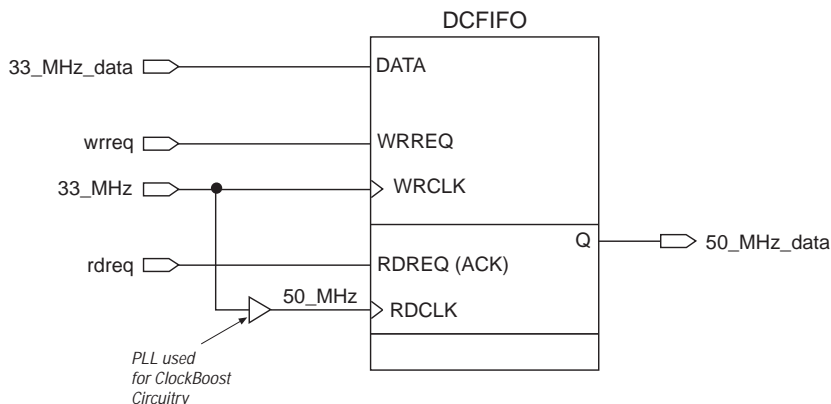 DCFIFO
33_MHz_data
DATA
wrreq
WRREQ
33_MHz
WRCLK
Q
50_MHz_data
rdreq
RDREQ (ACK)
50_MHz
RDCLK
PLL used
for ClockBoost
Circuitry